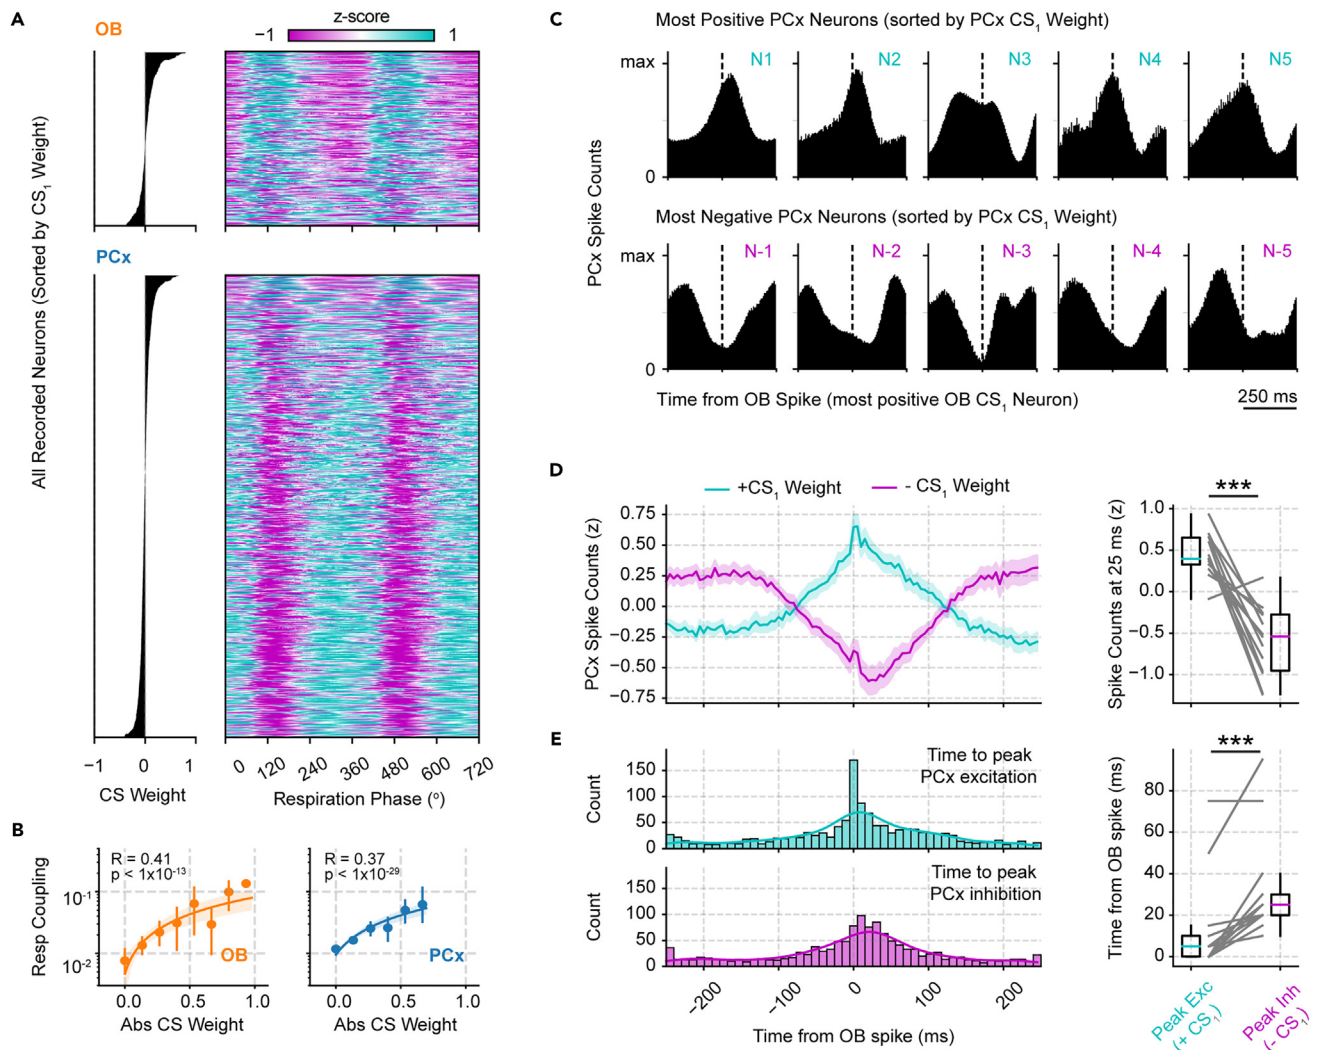 A
OB
z-score
−1
1
All Recorded Neurons (Sorted by CS1 Weight)
PCx
−1 0 1
CS Weight
0 120 240 360 480 600 720
Respiration Phase (°)
B
R = 0.41
p < 1x10-13
Resp Coupling
10-1
10-2
OB
0.0 0.5 1.0
Abs CS Weight
R = 0.37
p < 1x10-29
PCx
0.0 0.5 1.0
Abs CS Weight
C
Most Positive PCx Neurons (sorted by PCx CS1 Weight)
PCx Spike Counts
max
0
N1 N2 N3 N4 N5
Most Negative PCx Neurons (sorted by PCx CS1 Weight)
max
0
N-1 N-2 N-3 N-4 N-5
Time from OB Spike (most positive OB CS1 Neuron)
250 ms
D
+CS1 Weight
- CS1 Weight
PCx Spike Counts (z)
0.75
0.50
0.25
0.00
−0.25
−0.50
−0.75
***
Spike Counts at 25 ms (z)
1.0
0.5
0.0
−0.5
−1.0
E
Time to peak
PCx excitation
Count
150
100
50
0
Time to peak
PCx inhibition
Count
150
100
50
0
−200 −100 0 100 200
Time from OB spike (ms)
***
Time from OB spike (ms)
80
60
40
20
0
Peak Exc
(+ CS1)
Peak Inh
(- CS1)